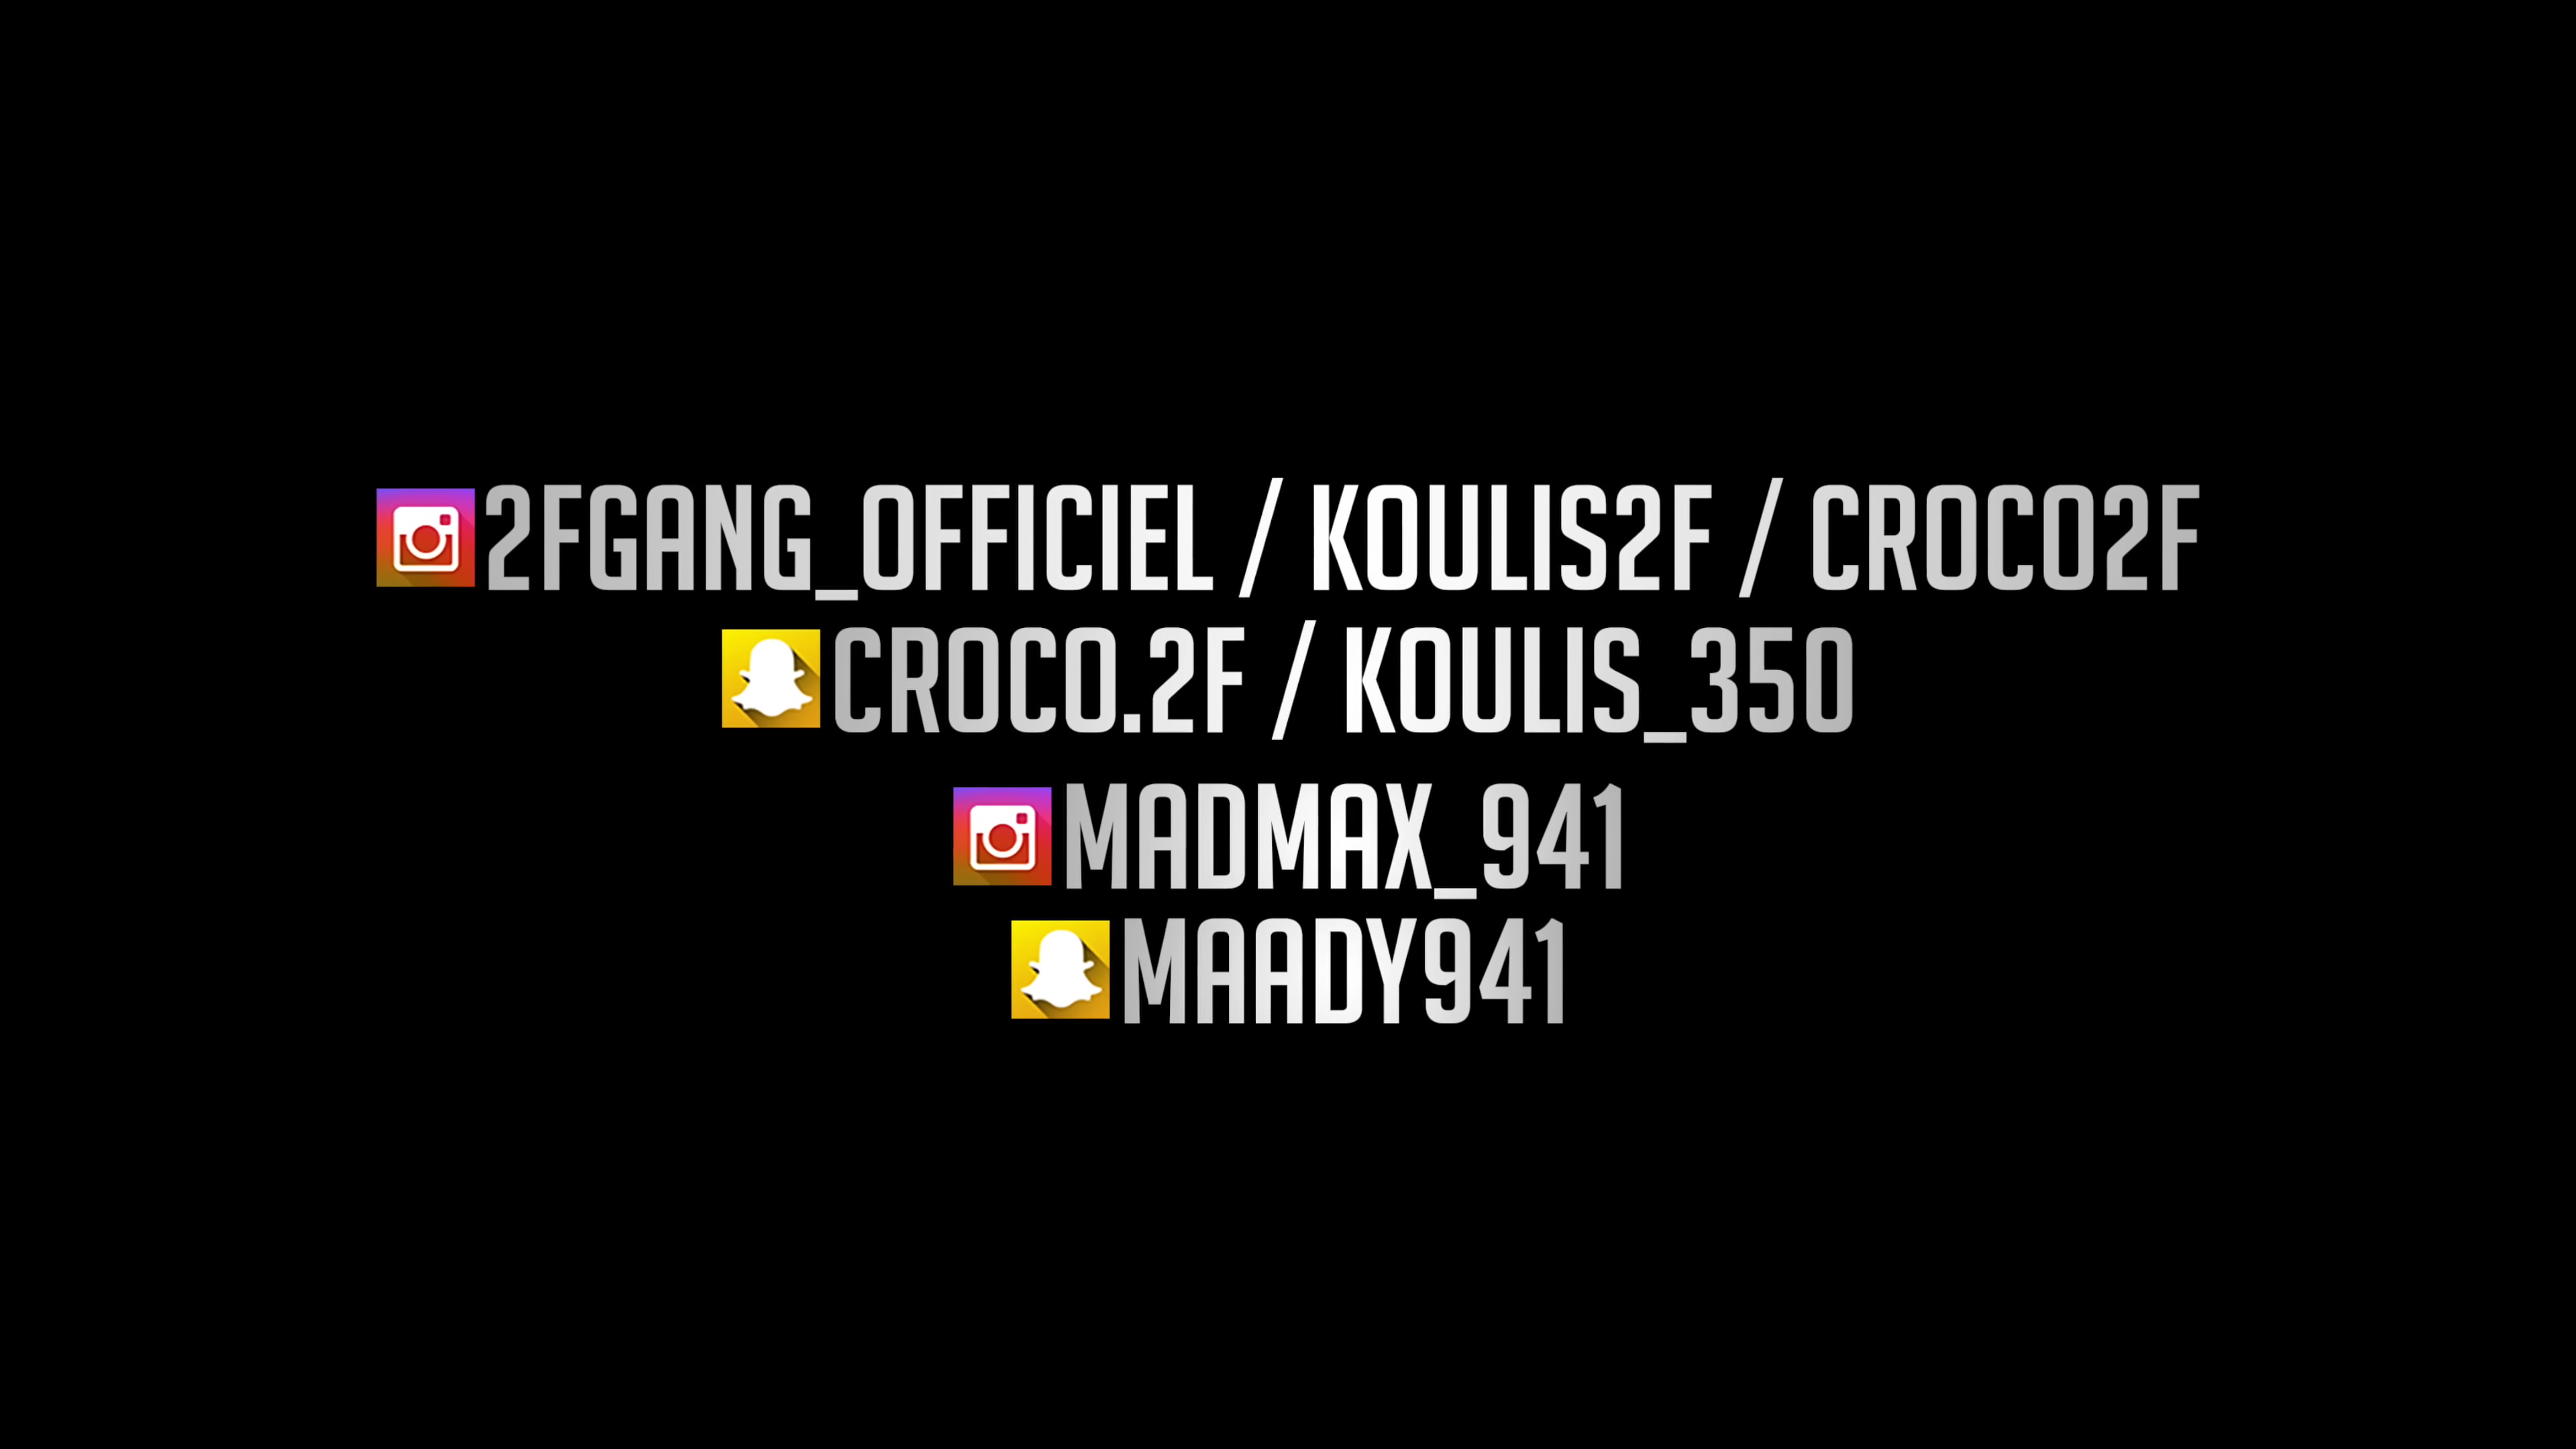 2FGANG_OFFICIEL / KOULIS2F / CROCO2F
CROCO.2F / KOULIS_350
MADMAX_941
MAADY941